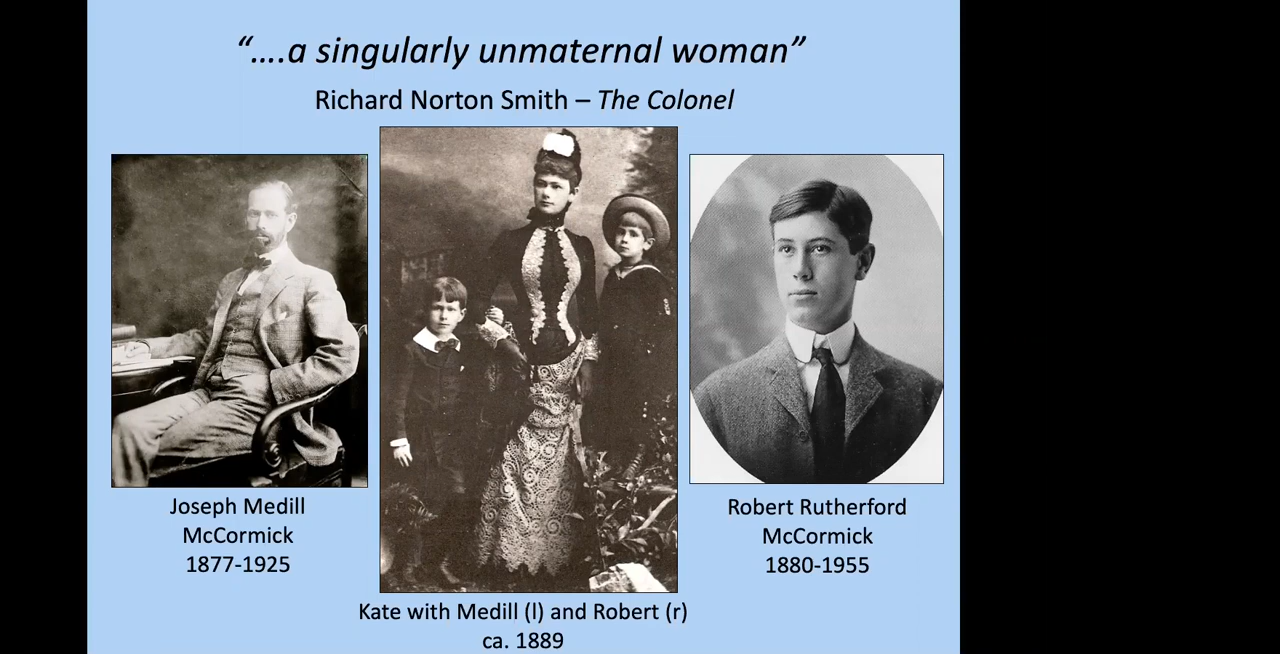 “….a singularly unmaternal woman”
Richard Norton Smith – The Colonel
Joseph Medill
McCormick
1877-1925
Kate with Medill (l) and Robert (r)
ca. 1889
Robert Rutherford
McCormick
1880-1955